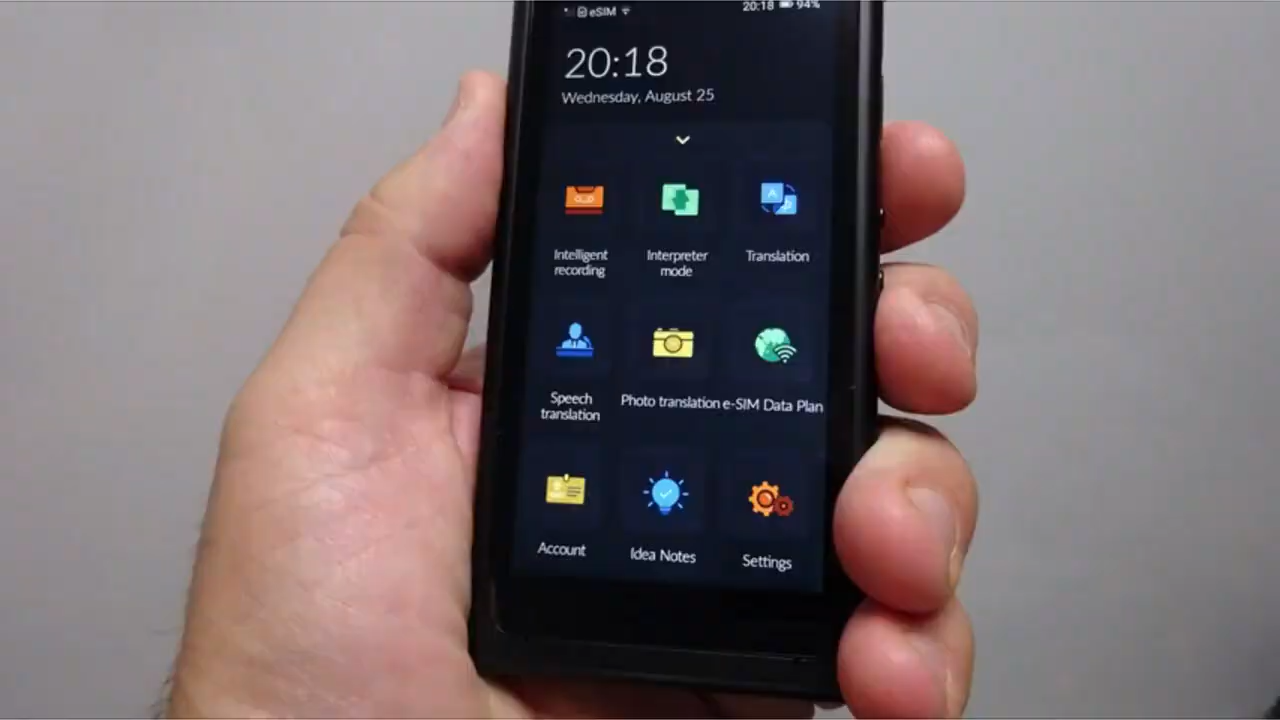 eSIM 20:18 94%
20:18
Wednesday, August 25
Intelligent recording
Interpreter mode
Translation
Speech translation
Photo translation
e-SIM Data Plan
Account
Idea Notes
Settings